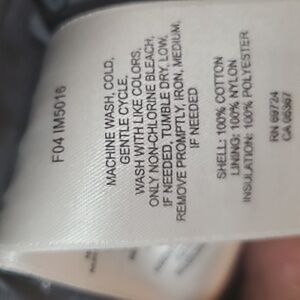 F04 IM5016
MACHINE WASH, COLD,
GENTLE CYCLE,
WASH WITH LIKE COLORS,
ONLY NON-CHLORINE BLEACH,
IF NEEDED, TUMBLE DRY, LOW,
REMOVE PROMPTLY, IRON, MEDIUM,
IF NEEDED
SHELL: 100% COTTON
LINING: 100% NYLON
INSULATION: 100% POLYESTER
RN 69724
CA 05367